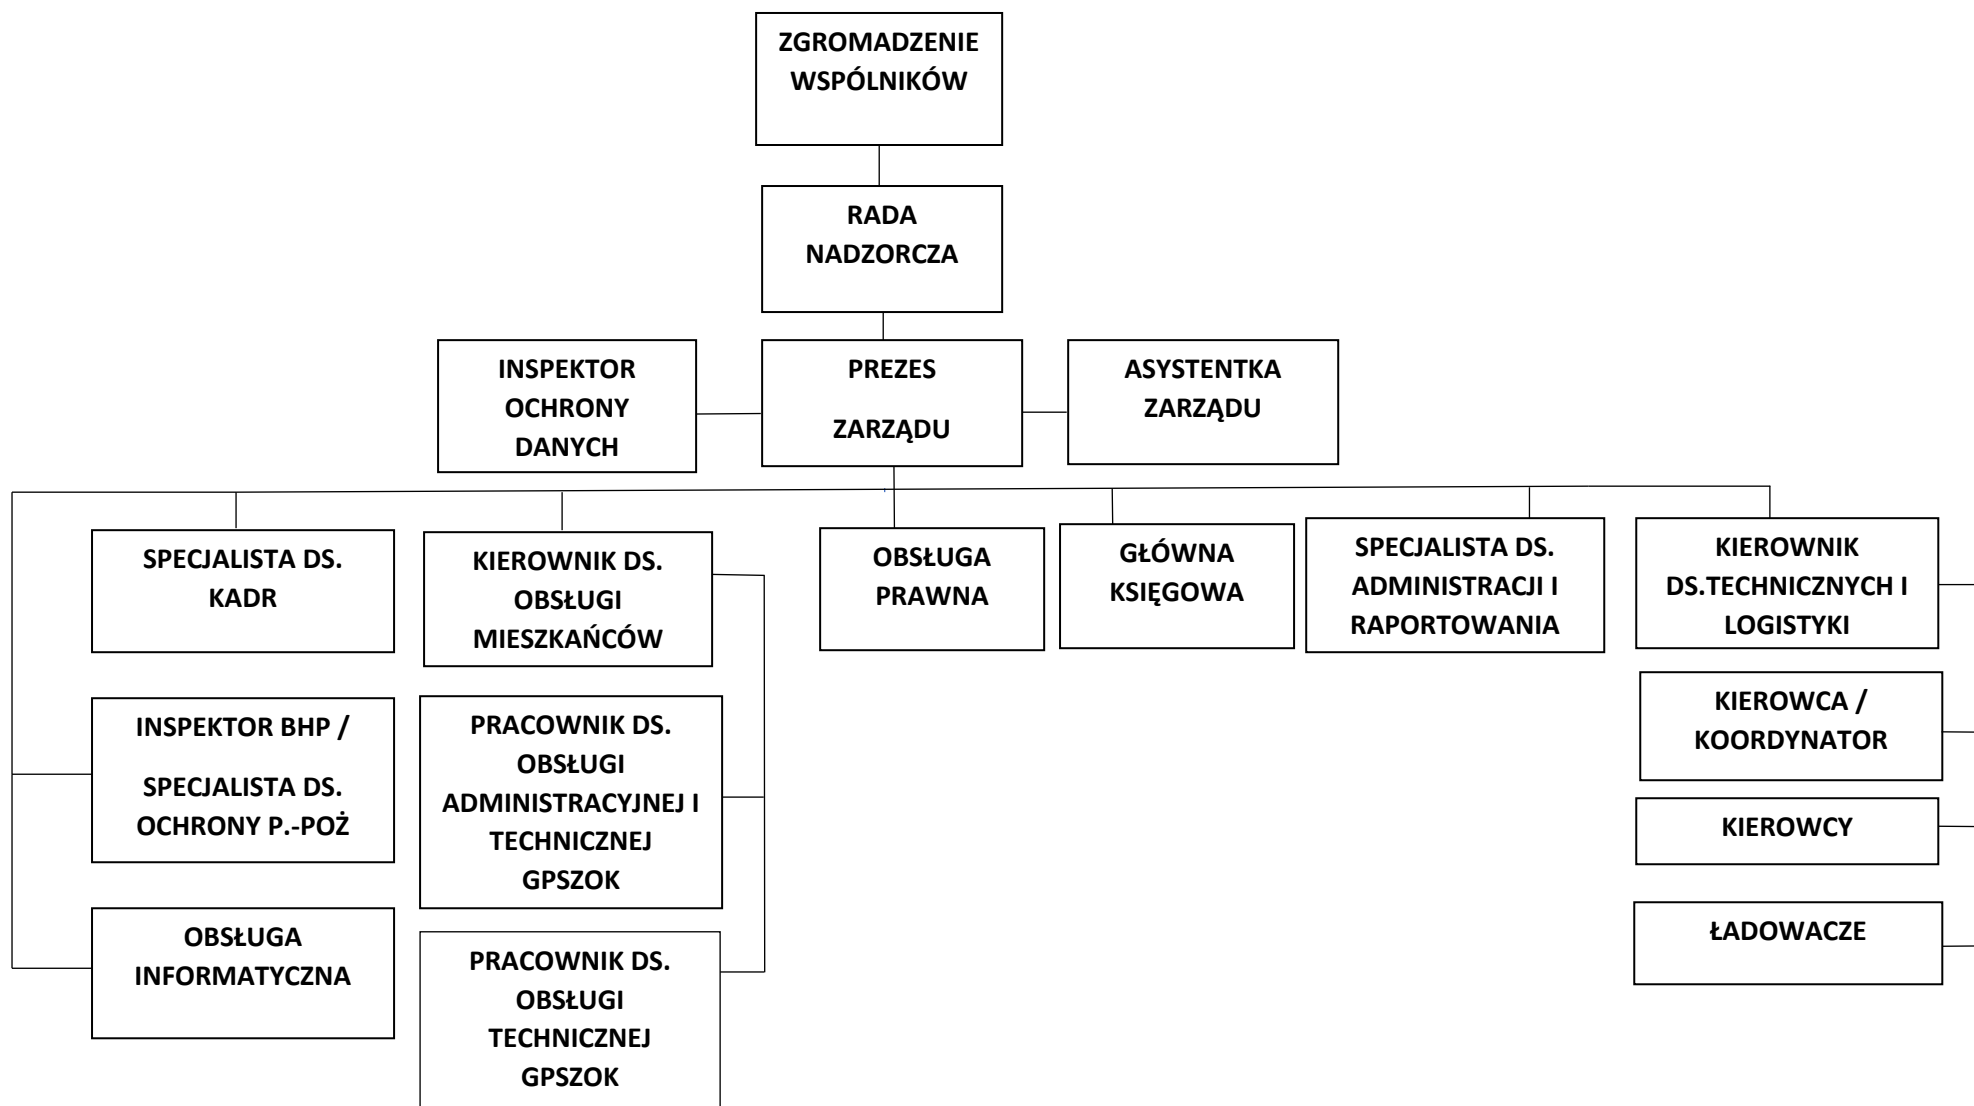 ZGROMADZENIE
WSPÓLNIKÓW
RADA
NADZORCZA
INSPEKTOR
OCHRONY
DANYCH
PREZES
ZARZĄDU
ASYSTENTKA
ZARZĄDU
SPECJALISTA DS.
KADR
KIEROWNIK DS.
OBSŁUGI
MIESZKAŃCÓW
OBSŁUGA
PRAWNA
GŁÓWNA
KSIĘGOWA
SPECJALISTA DS.
ADMINISTRACJI I
RAPORTOWANIA
KIEROWNIK
DS.TECHNICZNYCH I
LOGISTYKI
INSPEKTOR BHP /
SPECJALISTA DS.
OCHRONY P.-POŻ
PRACOWNIK DS.
OBSŁUGI
ADMINISTRACYJNEJ I
TECHNICZNEJ
GPSZOK
KIEROWCA /
KOORDYNATOR
KIEROWCY
OBSŁUGA
INFORMATYCZNA
PRACOWNIK DS.
OBSŁUGI
TECHNICZNEJ
GPSZOK
ŁADOWACZE